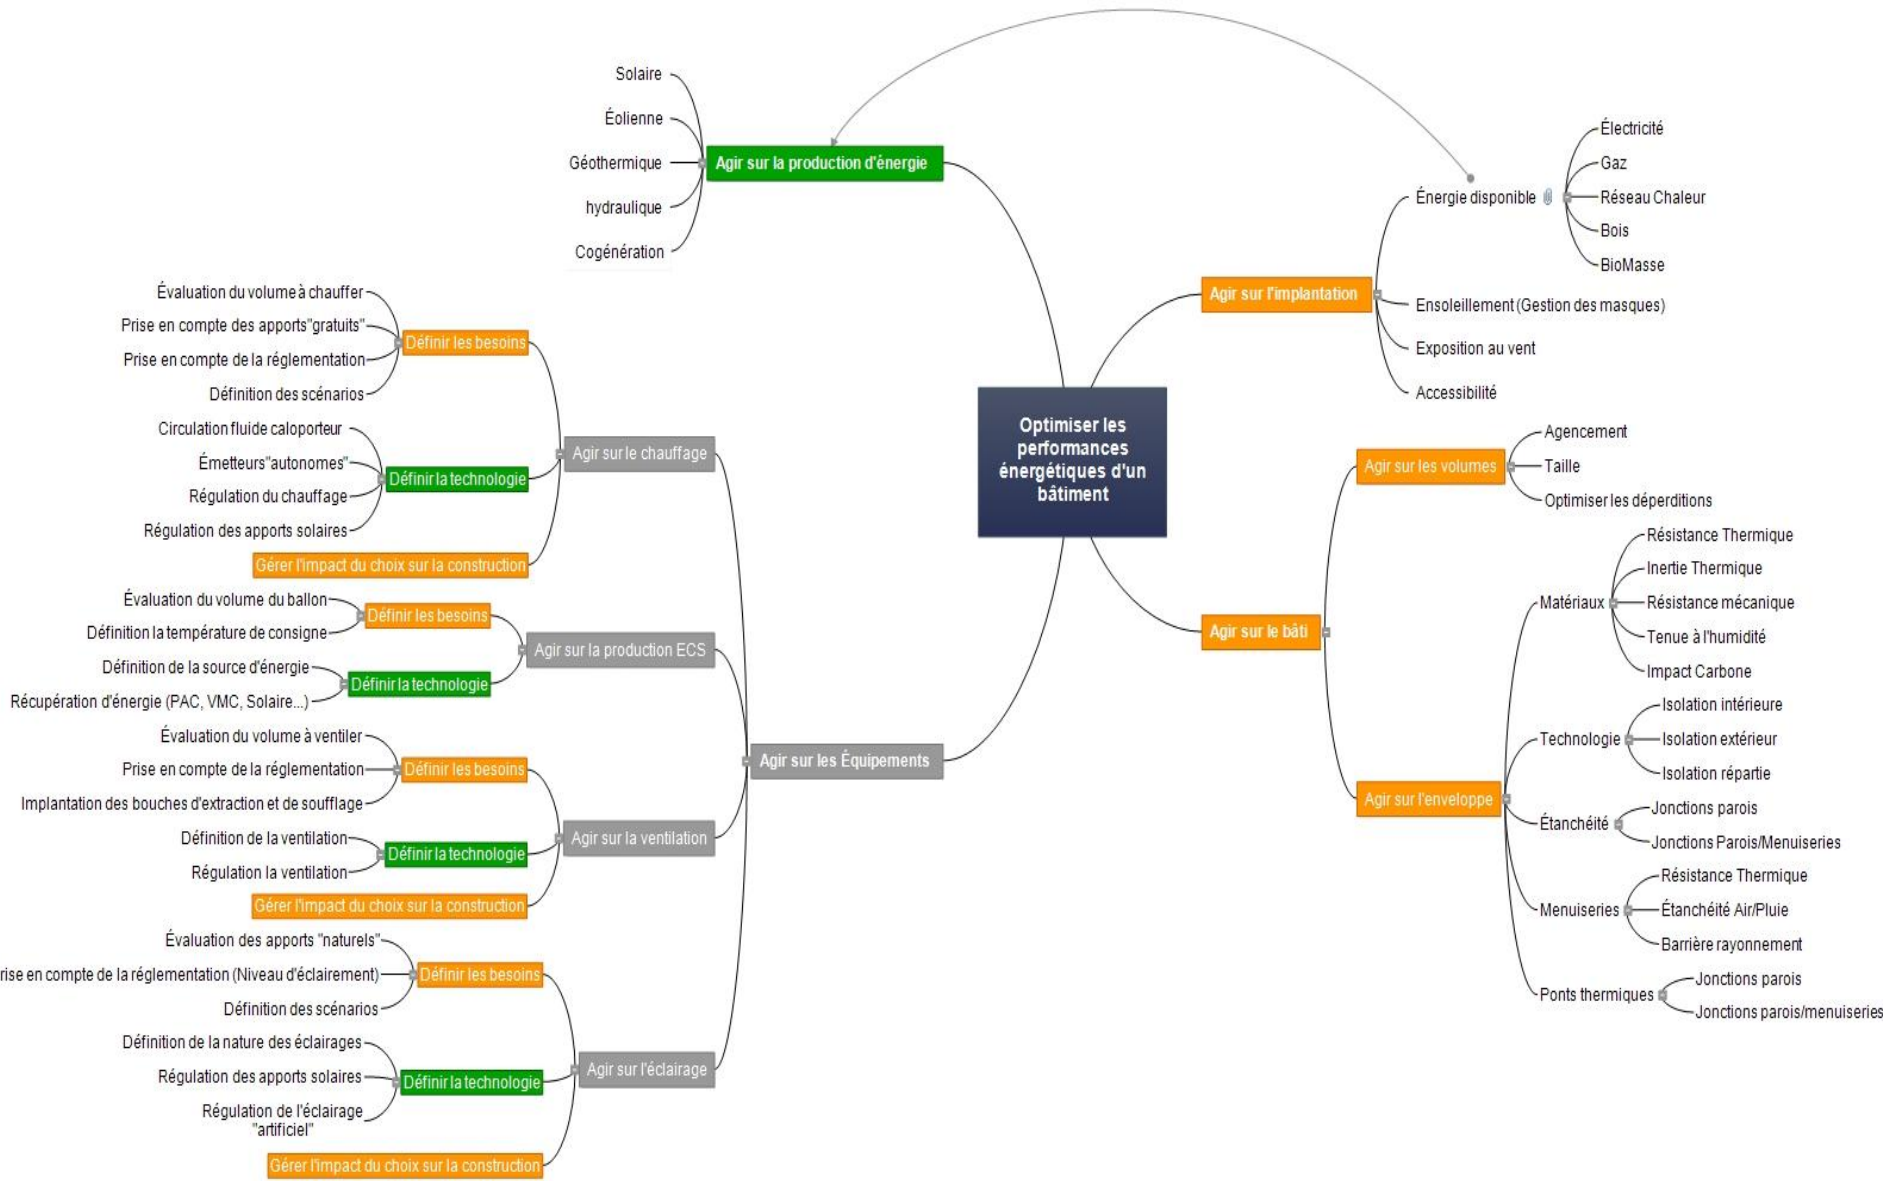 Optimiser les
performances
énergétiques d'un
bâtiment
Agir sur la production d'énergie
Solaire
Éolienne
Géothermique
hydraulique
Cogénération
Agir sur l'implantation
Énergie disponible
Électricité
Gaz
Réseau Chaleur
Bois
BioMasse
Ensoleillement (Gestion des masques)
Exposition au vent
Accessibilité
Agir sur le bâti
Agir sur les volumes
Agencement
Taille
Optimiser les déperditions
Agir sur l'enveloppe
Matériaux
Résistance Thermique
Inertie Thermique
Résistance mécanique
Tenue à l'humidité
Impact Carbone
Technologie
Isolation intérieure
Isolation extérieur
Isolation répartie
Étanchéité
Jonctions parois
Jonctions Parois/Menuiseries
Menuiseries
Résistance Thermique
Étanchéité Air/Pluie
Barrière rayonnement
Ponts thermiques
Jonctions parois
Jonctions parois/menuiseries
Agir sur les Équipements
Agir sur le chauffage
Définir les besoins
Évaluation du volume à chauffer
Prise en compte des apports"gratuits"
Prise en compte de la réglementation
Définition des scénarios
Définir la technologie
Circulation fluide caloporteur
Émetteurs"autonomes"
Régulation du chauffage
Régulation des apports solaires
Gérer l'impact du choix sur la construction
Agir sur la production ECS
Définir les besoins
Évaluation du volume du ballon
Définition la température de consigne
Définir la technologie
Définition de la source d'énergie
Récupération d'énergie (PAC, VMC, Solaire...)
Agir sur la ventilation
Définir les besoins
Évaluation du volume à ventiler
Prise en compte de la réglementation
Implantation des bouches d'extraction et de soufflage
Définir la technologie
Définition de la ventilation
Régulation la ventilation
Gérer l'impact du choix sur la construction
Agir sur l'éclairage
Définir les besoins
Évaluation des apports "naturels"
rise en compte de la réglementation (Niveau d'éclairement)
Définition des scénarios
Définir la technologie
Définition de la nature des éclairages
Régulation des apports solaires
Régulation de l'éclairage
"artificiel"
Gérer l'impact du choix sur la construction